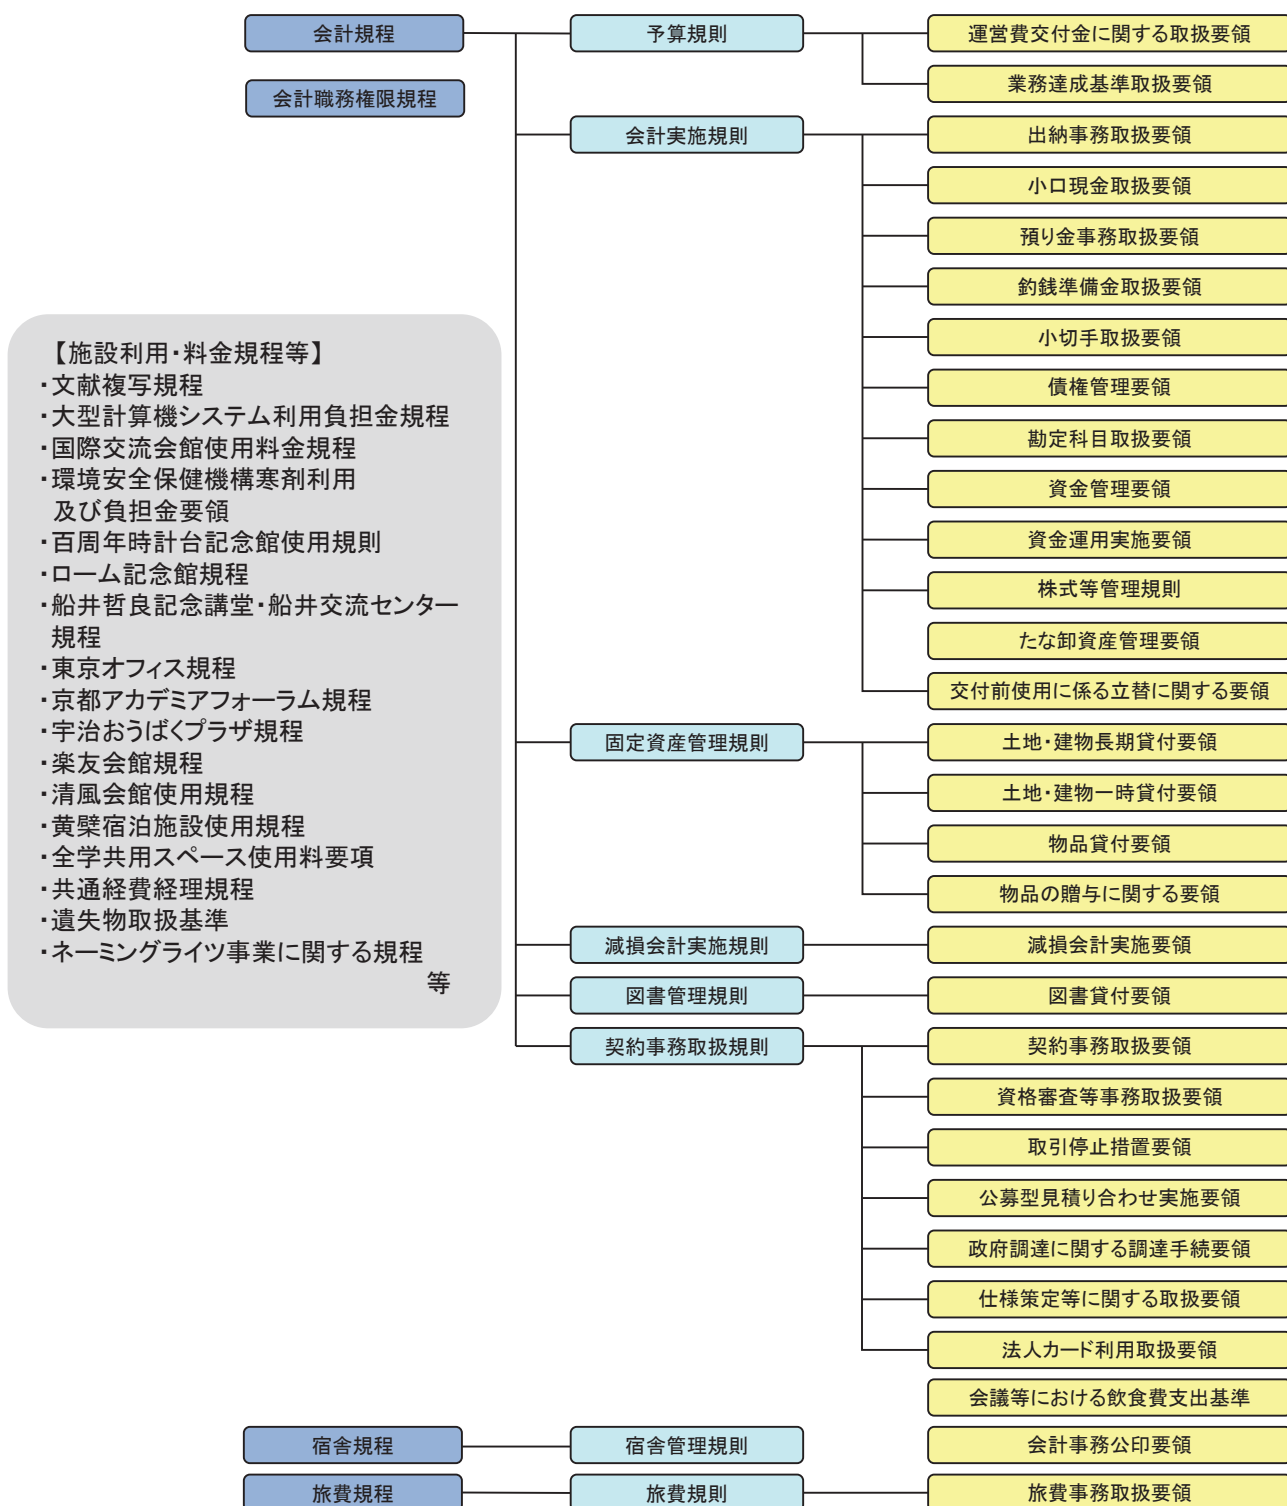 会計規程
会計職務権限規程
予算規則
運営費交付金に関する取扱要領
業務達成基準取扱要領
会計実施規則
出納事務取扱要領
小口現金取扱要領
預り金事務取扱要領
釣銭準備金取扱要領
小切手取扱要領
債権管理要領
勘定科目取扱要領
資金管理要領
資金運用実施要領
株式等管理規則
たな卸資産管理要領
交付前使用に係る立替に関する要領
【施設利用・料金規程等】
・文献複写規程
・大型計算機システム利用負担金規程
・国際交流会館使用料金規程
・環境安全保健機構寒剤利用
及び負担金要領
・百周年時計台記念館使用規則
・ローム記念館規程
・船井哲良記念講堂・船井交流センター
規程
・東京オフィス規程
・京都アカデミアフォーラム規程
・宇治おうばくプラザ規程
・楽友会館規程
・清風会館使用規程
・黄檗宿泊施設使用規程
・全学共用スペース使用料要項
・共通経費経理規程
・遺失物取扱基準
・ネーミングライツ事業に関する規程
等
固定資産管理規則
土地・建物長期貸付要領
土地・建物一時貸付要領
物品貸付要領
物品の贈与に関する要領
減損会計実施規則
減損会計実施要領
図書管理規則
図書貸付要領
契約事務取扱規則
契約事務取扱要領
資格審査等事務取扱要領
取引停止措置要領
公募型見積り合わせ実施要領
政府調達に関する調達手続要領
仕様策定等に関する取扱要領
法人カード利用取扱要領
会議等における飲食費支出基準
宿舎規程
宿舎管理規則
会計事務公印要領
旅費規程
旅費規則
旅費事務取扱要領